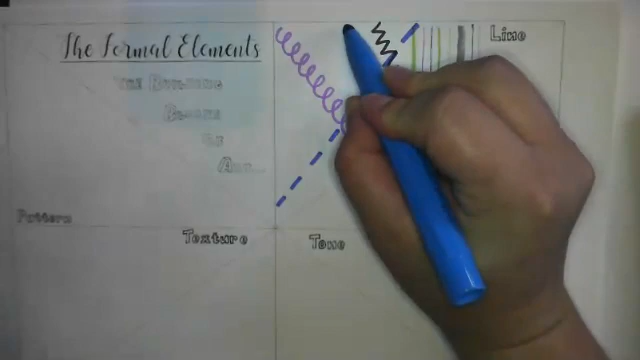 The Formal Elements
Line
The Building
Blocks
Of
Art...
Pattern
Texture
Tone